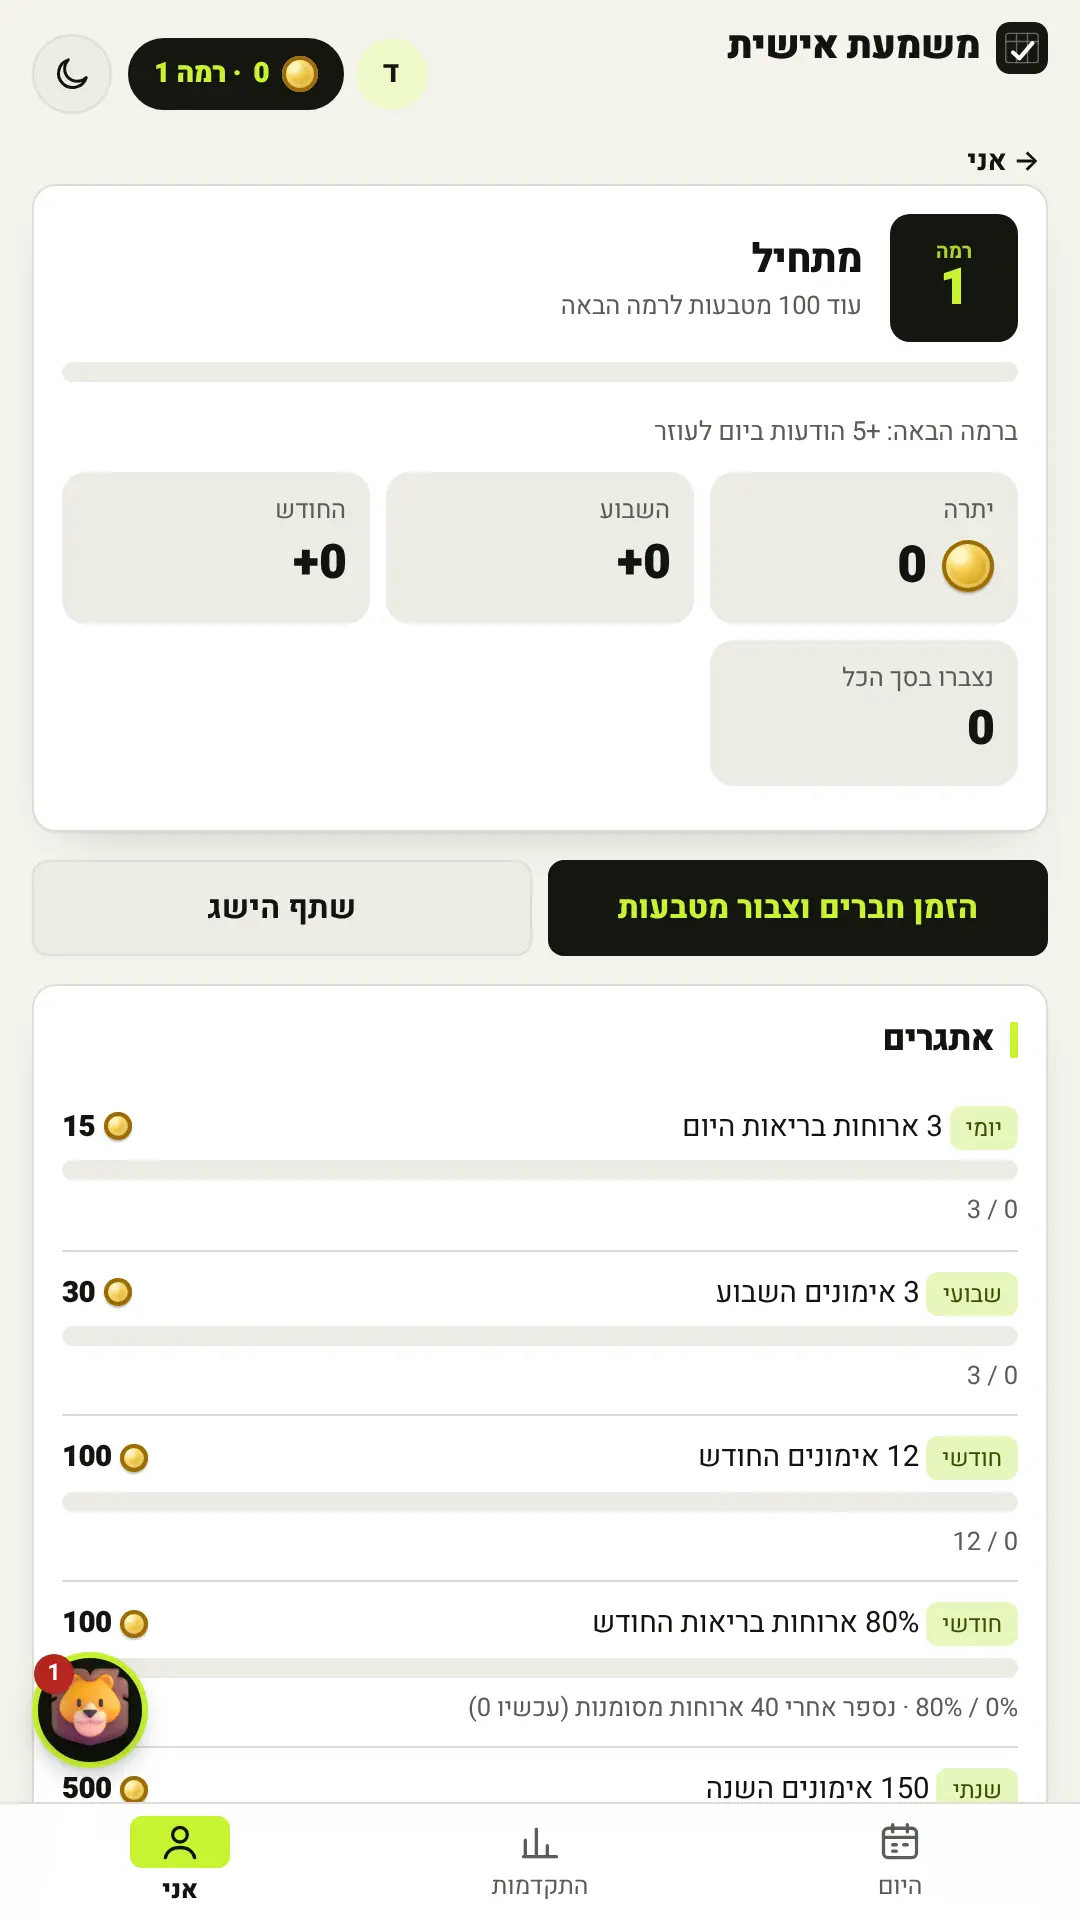 משמעת אישית
ד
0 · רמה 1
→ אני
רמה
1
מתחיל
עוד 100 מטבעות לרמה הבאה
ברמה הבאה: +5 הודעות ביום לעוזר
יתרה
0
השבוע
+0
החודש
+0
נצברו בסך הכל
0
הזמן חברים וצבור מטבעות
שתף הישג
אתגרים
יומי 3 ארוחות בריאות היום 15
0 / 3
שבועי 3 אימונים השבוע 30
0 / 3
חודשי 12 אימונים החודש 100
0 / 12
חודשי 80% ארוחות בריאות החודש 100
0% / 80% · נספר אחרי 40 ארוחות מסומנות (עכשיו 0)
1
שנתי 150 אימונים השנה 500
היום
התקדמות
אני